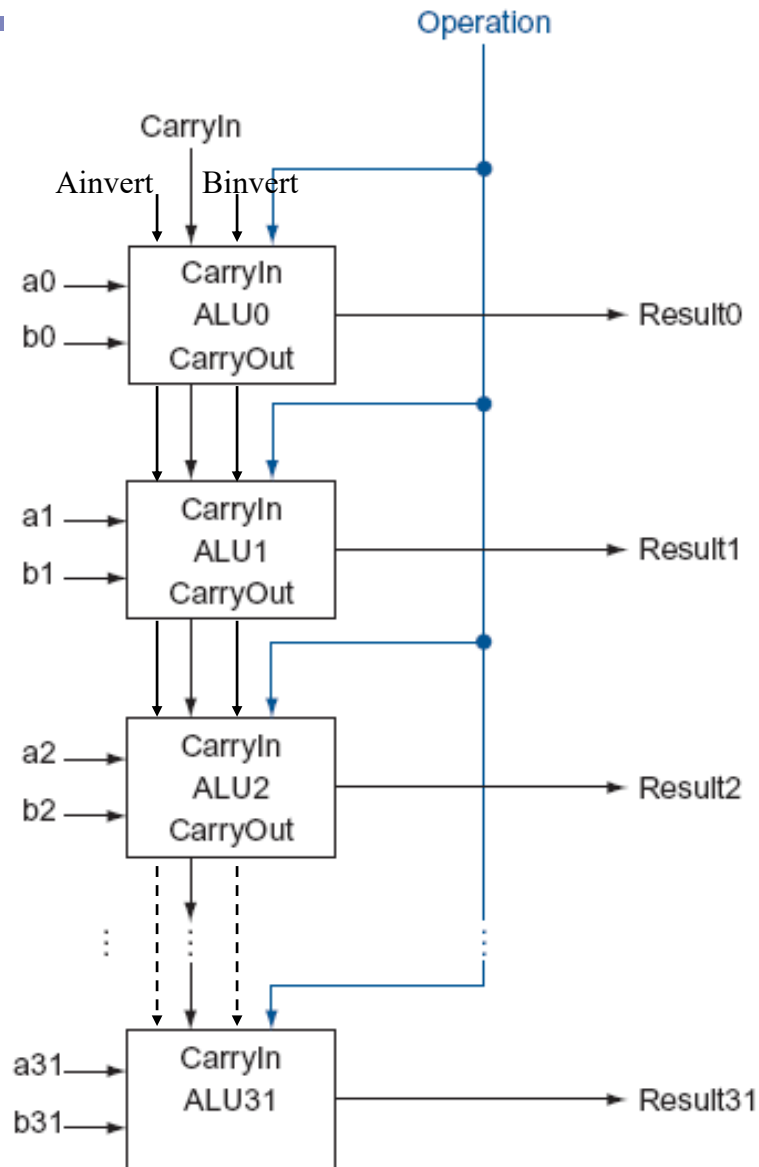 Operation
CarryIn
Ainvert Binvert
a0
b0
CarryIn
ALU0
CarryOut
Result0
a1
b1
CarryIn
ALU1
CarryOut
Result1
a2
b2
CarryIn
ALU2
CarryOut
Result2
a31
b31
CarryIn
ALU31
Result31